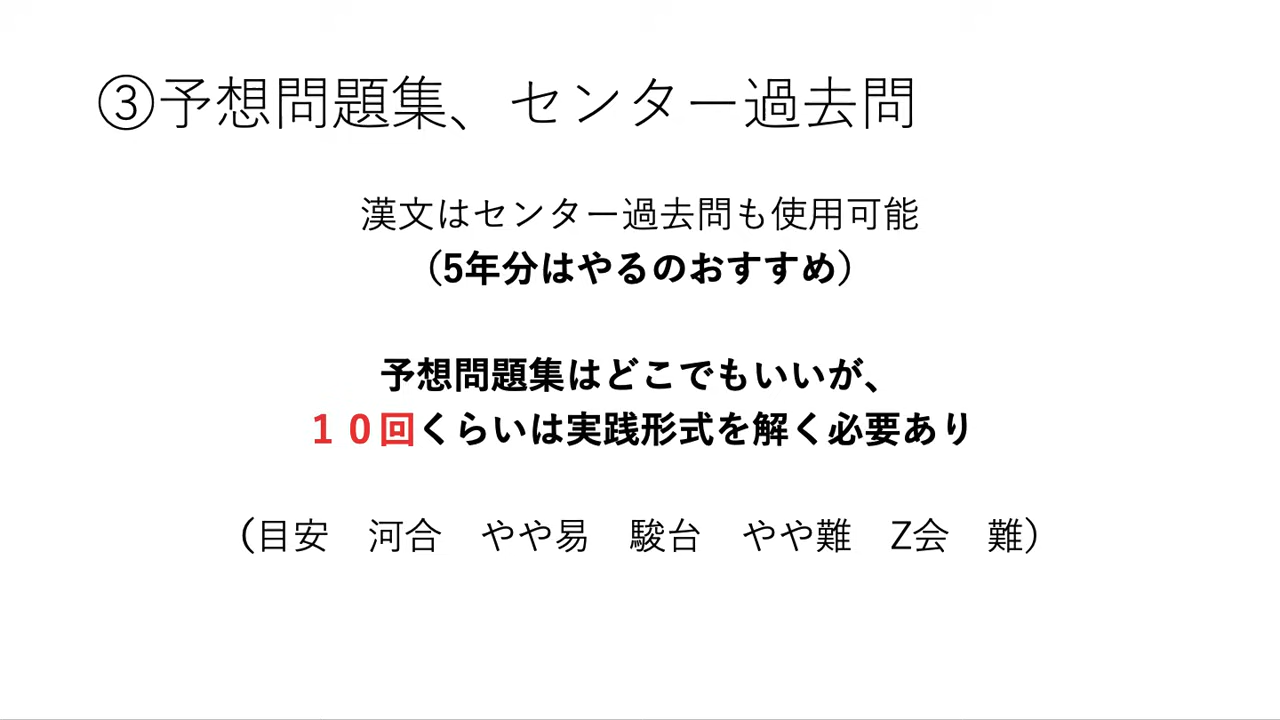 ③予想問題集、センター過去問
漢文はセンター過去問も使用可能
（5年分はやるのおすすめ）
予想問題集はどこでもいいが、
１０回くらいは実践形式を解く必要あり
（目安　河合　やや易　駿台　やや難　Z会　難）